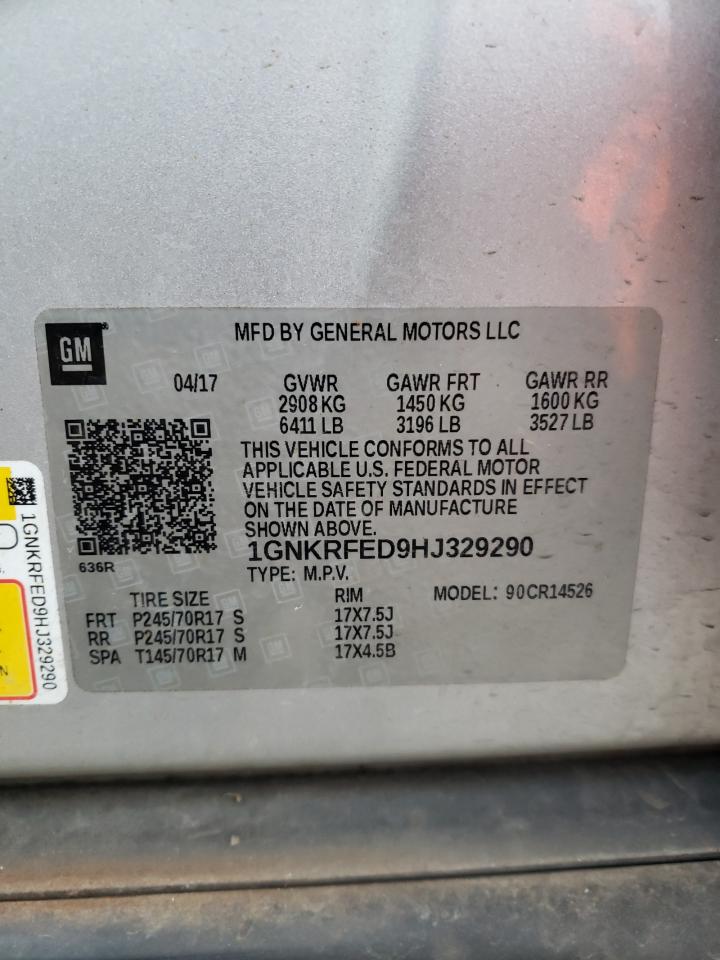 GM
MFD BY GENERAL MOTORS LLC
04/17 GVWR GAWR FRT GAWR RR
2908 KG 1450 KG 1600 KG
6411 LB 3196 LB 3527 LB
THIS VEHICLE CONFORMS TO ALL
APPLICABLE U.S. FEDERAL MOTOR
VEHICLE SAFETY STANDARDS IN EFFECT
ON THE DATE OF MANUFACTURE
SHOWN ABOVE.
1GNKRFED9HJ329290
636R
TYPE: M.P.V. MODEL: 90CR14526
TIRE SIZE RIM
FRT P245/70R17 S 17X7.5J
RR P245/70R17 S 17X7.5J
SPA T145/70R17 M 17X4.5B
1GNKRFED9HJ329290